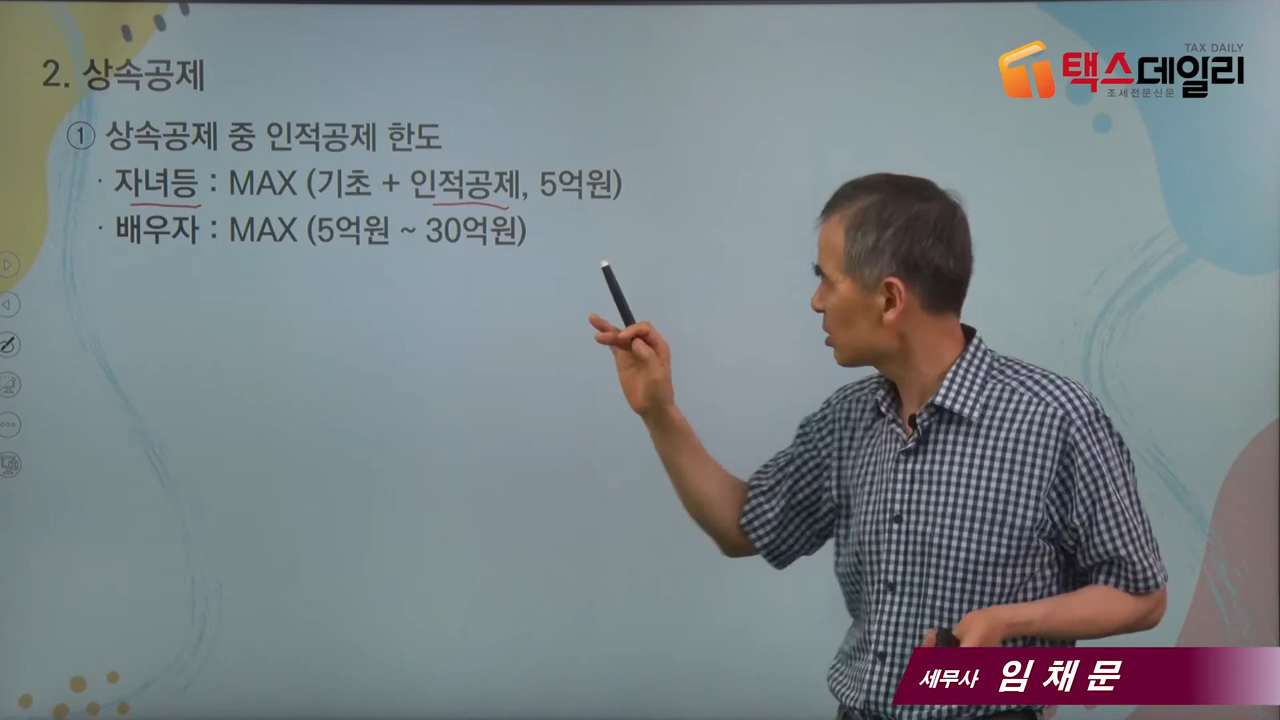 2. 상속공제
TAX DAILY
택스데일리
조세전문신문
① 상속공제 중 인적공제 한도
· 자녀등 : MAX (기초 + 인적공제, 5억원)
· 배우자 : MAX (5억원 ~ 30억원)
세무사 임채문